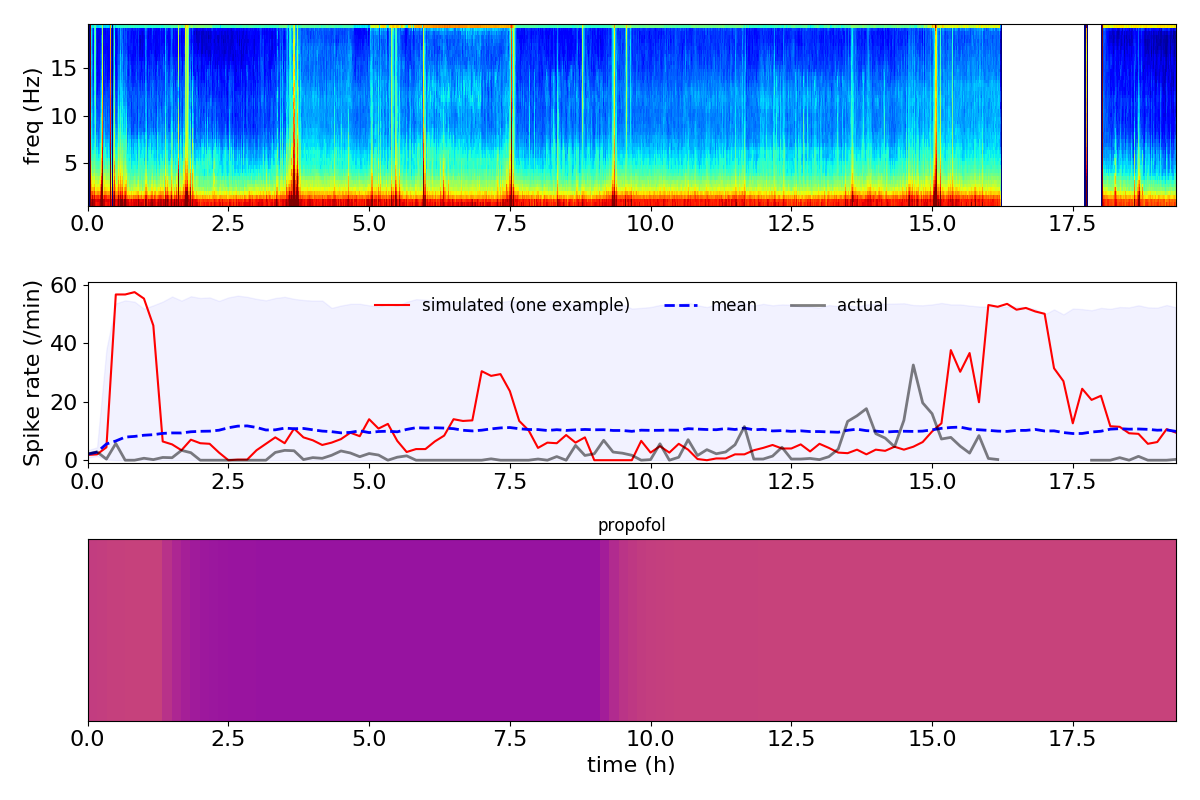 freq (Hz)
15
10
5
0.0 2.5 5.0 7.5 10.0 12.5 15.0 17.5
Spike rate (/min)
60
40
20
0
simulated (one example) mean actual
0.0 2.5 5.0 7.5 10.0 12.5 15.0 17.5
propofol
0.0 2.5 5.0 7.5 10.0 12.5 15.0 17.5
time (h)